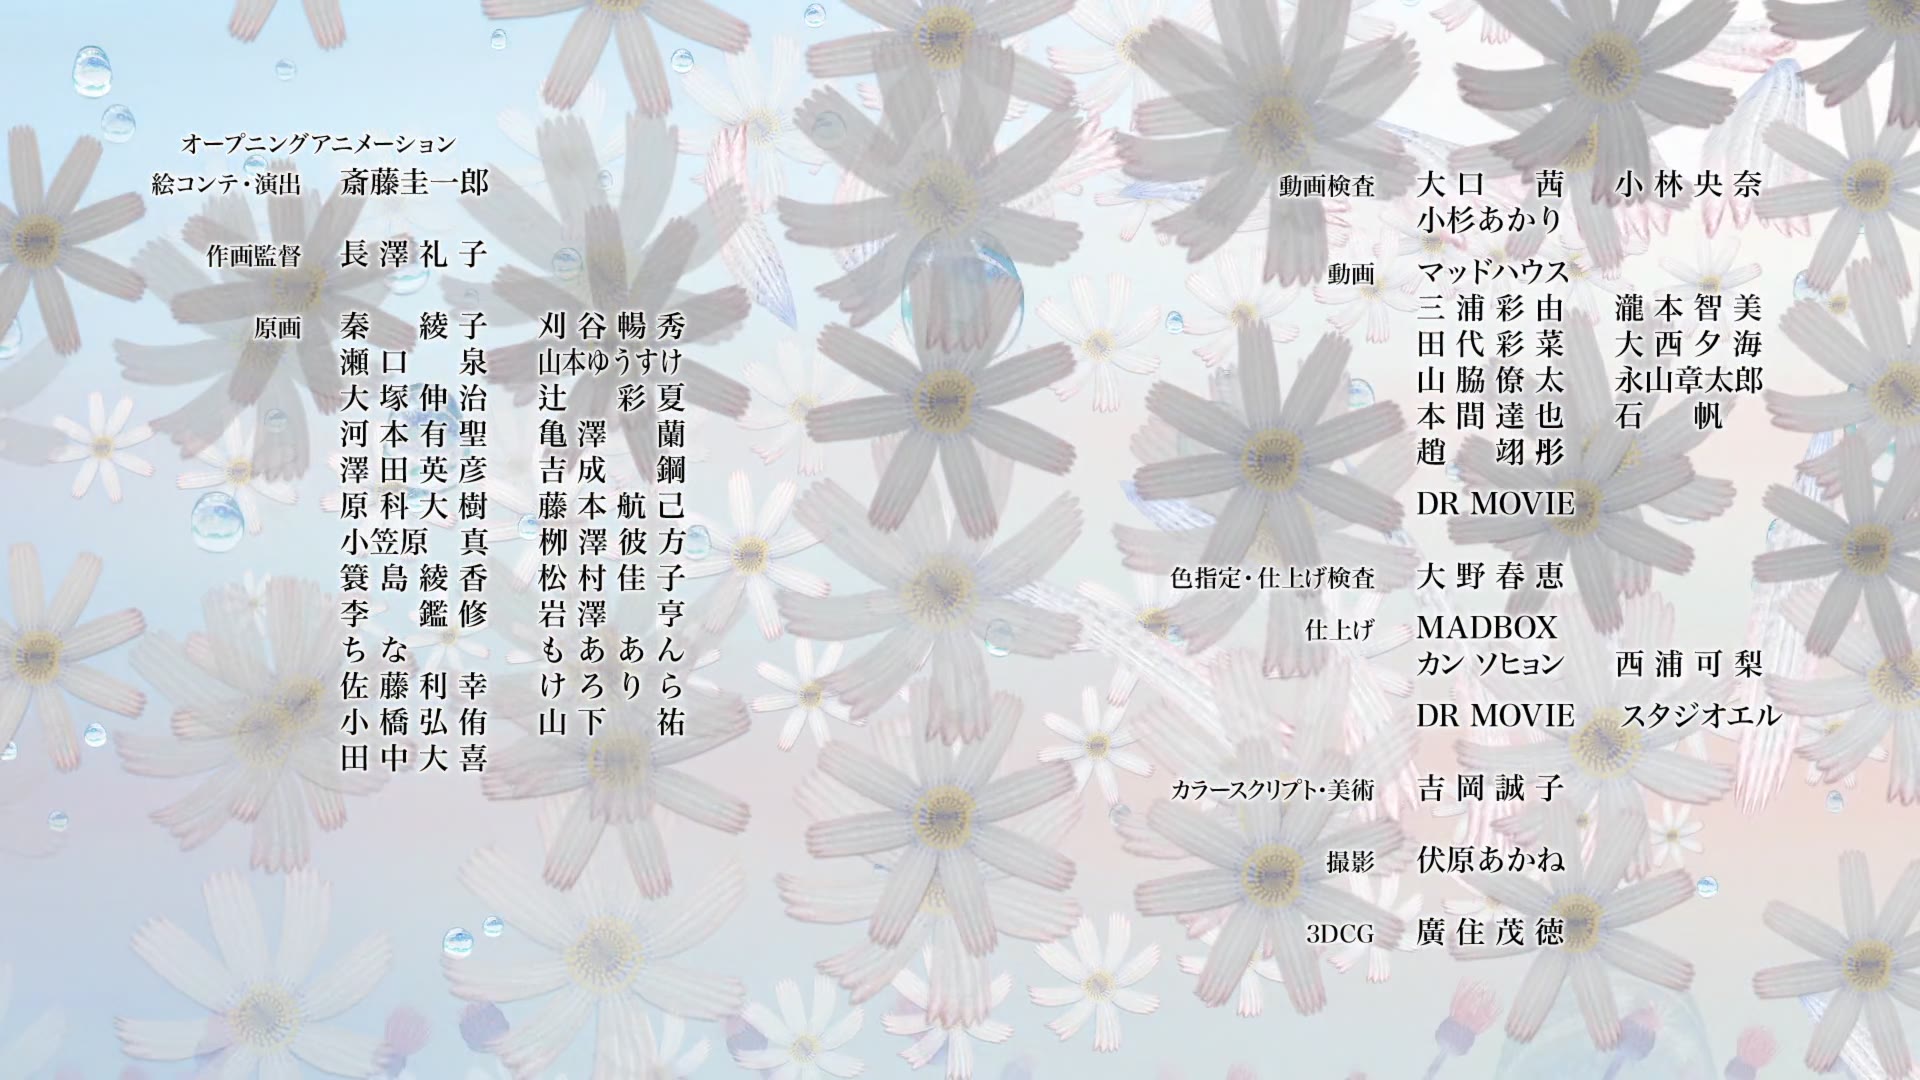 オープニングアニメーション
絵コンテ・演出 斎藤圭一郎
作画監督 長澤礼子
原画 秦 綾子 刈谷暢秀
瀬口 泉 山本ゆうすけ
大塚伸治 辻 彩夏
河本有聖 亀澤 蘭
澤田英彦 吉成 鋼
原科大樹 藤本航己
小笠原 真 栁澤彼方
簑島綾香 松村佳子
李 鑑修 岩澤 亨
ちな もああん
佐藤利幸 けろりら
小橋弘侑 山下 祐
田中大喜
動画検査 大口 茜 小林央奈
小杉あかり
動画 マッドハウス
三浦彩由 瀧本智美
田代彩菜 大西夕海
山脇僚太 永山章太郎
本間達也 石 帆
趙 翊彤
DR MOVIE
色指定・仕上げ検査 大野春恵
仕上げ MADBOX
カン ソヒョン 西浦可梨
DR MOVIE スタジオエル
カラースクリプト・美術 吉岡誠子
撮影 伏原あかね
3DCG 廣住茂徳